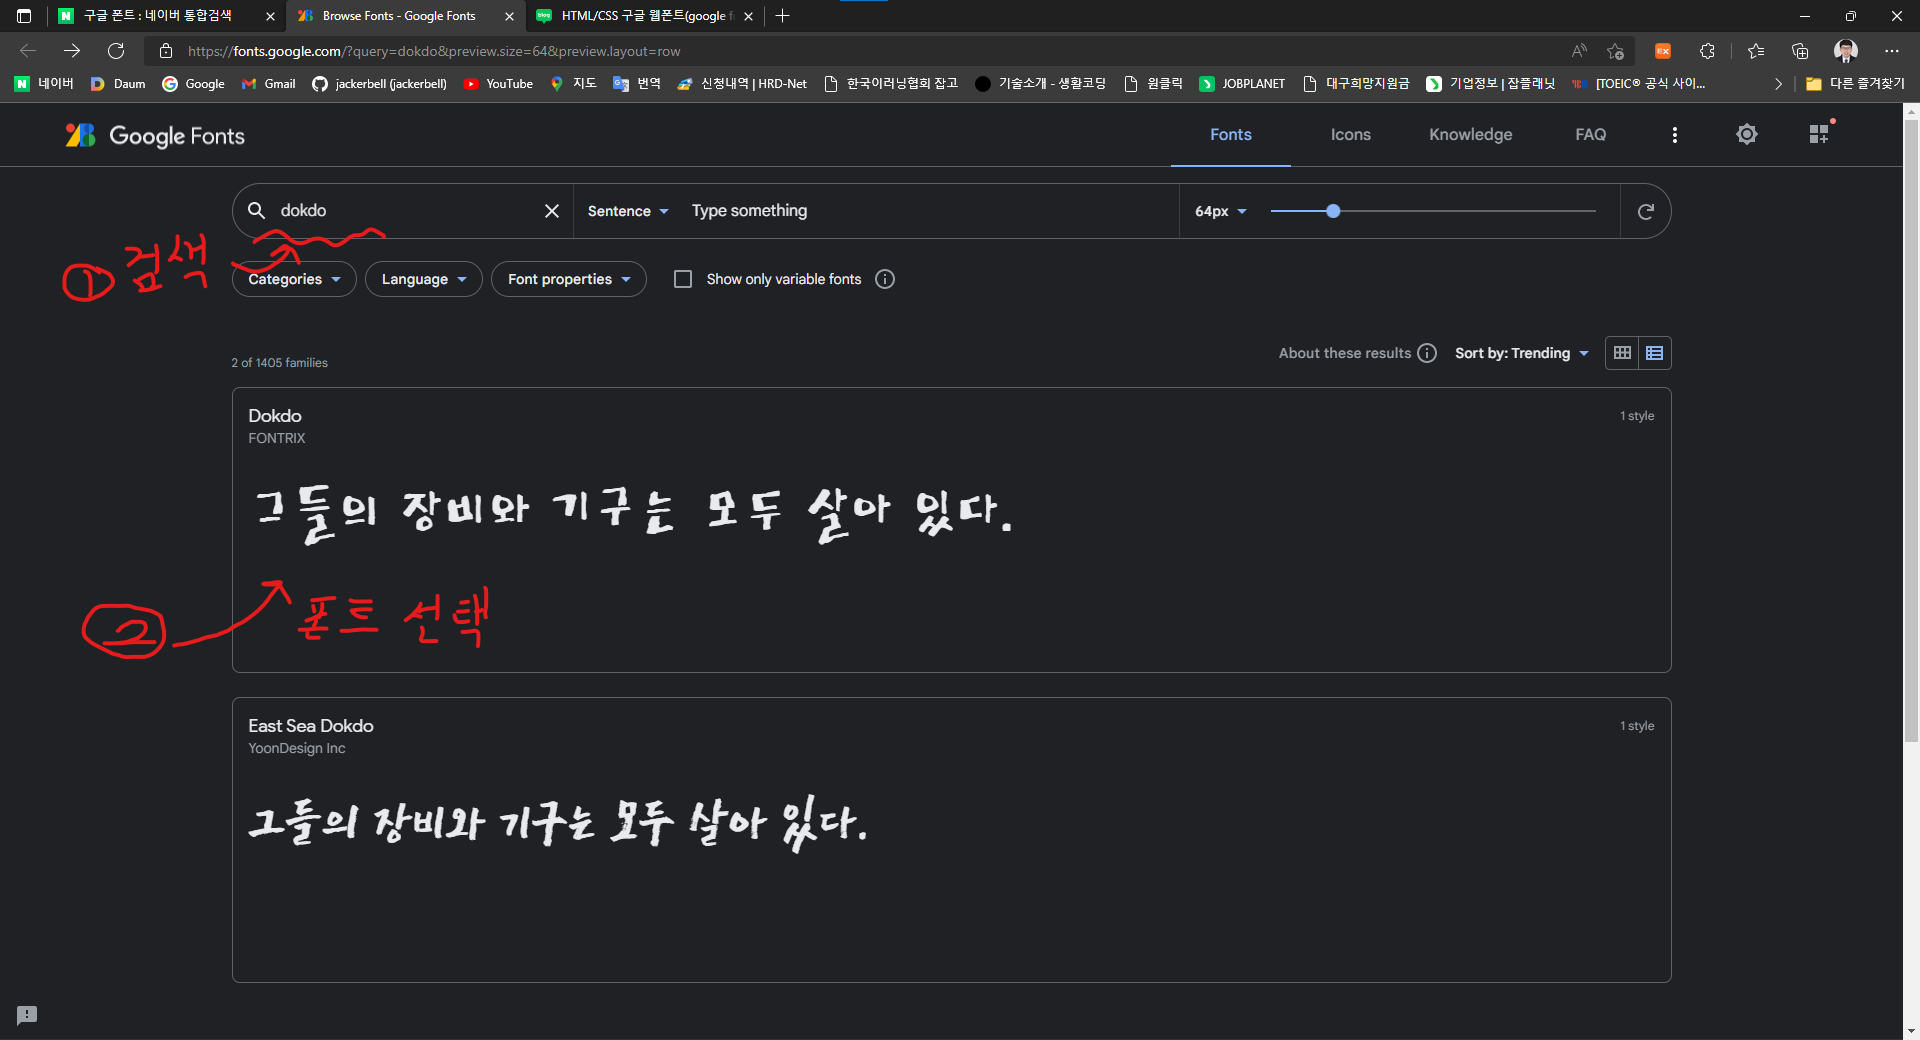 구글 폰트 : 네이버 통합검색
Browse Fonts - Google Fonts
HTML/CSS 구글 웹폰트(google f
https://fonts.google.com/?query=dokdo&preview.size=64&preview.layout=row
네이버 Daum Google Gmail jackerbell (jackerbell) YouTube 지도 번역 신청내역 | HRD-Net 한국이러닝협회 잡고 기술소개 - 생활코딩 원클릭 JOBPLANET 대구희망지원금 기업정보 | 잡플래닛 [TOEIC® 공식 사이... 다른 즐겨찾기
Google Fonts
Fonts Icons Knowledge FAQ
dokdo Sentence Type something 64px
① 검색
Categories Language Font properties Show only variable fonts
2 of 1405 families
About these results Sort by: Trending
Dokdo 1 style
FONTRIX
그들의 장비와 기구는 모두 살아 있다.
② 폰트 선택
East Sea Dokdo 1 style
YoonDesign Inc
그들의 장비와 기구는 모두 살아 있다.